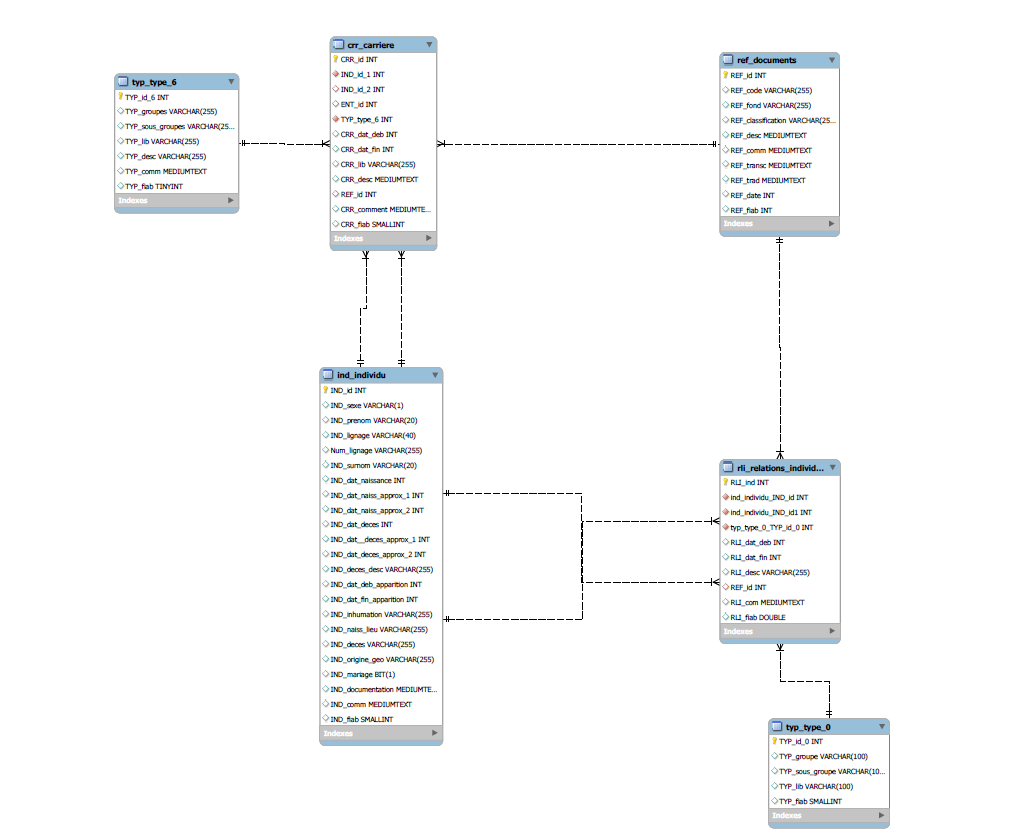 crr_carriere
CRR_id INT
IND_id_1 INT
IND_id_2 INT
ENT_id INT
TYP_type_6 INT
CRR_dat_deb INT
CRR_dat_fin INT
CRR_lib VARCHAR(255)
CRR_desc MEDIUMTEXT
REF_id INT
CRR_comment MEDIUMTE...
CRR_fiab SMALLINT
Indexes
ref_documents
REF_id INT
REF_code VARCHAR(255)
REF_fond VARCHAR(255)
REF_classification VARCHAR(25...
REF_desc MEDIUMTEXT
REF_comm MEDIUMTEXT
REF_transc MEDIUMTEXT
REF_trad MEDIUMTEXT
REF_date INT
REF_fiab INT
Indexes
typ_type_6
TYP_id_6 INT
TYP_groupes VARCHAR(255)
TYP_sous_groupes VARCHAR(25...
TYP_lib VARCHAR(255)
TYP_desc VARCHAR(255)
TYP_comm MEDIUMTEXT
TYP_fiab TINYINT
Indexes
ind_individu
IND_id INT
IND_sexe VARCHAR(1)
IND_prenom VARCHAR(20)
IND_lignage VARCHAR(40)
Num_lignage VARCHAR(255)
IND_surnom VARCHAR(20)
IND_dat_naissance INT
IND_dat_naiss_approx_1 INT
IND_dat_naiss_approx_2 INT
IND_dat_deces INT
IND_dat__deces_approx_1 INT
IND_dat_deces_approx_2 INT
IND_deces_desc VARCHAR(255)
IND_dat_deb_apparition INT
IND_dat_fin_apparition INT
IND_inhumation VARCHAR(255)
IND_naiss_lieu VARCHAR(255)
IND_deces VARCHAR(255)
IND_origine_geo VARCHAR(255)
IND_mariage BIT(1)
IND_documentation MEDIUMTE...
IND_comm MEDIUMTEXT
IND_fiab SMALLINT
Indexes
rli_relations_individ...
RLI_ind INT
ind_individu_IND_id INT
ind_individu_IND_id1 INT
typ_type_0_TYP_id_0 INT
RLI_dat_deb INT
RLI_dat_fin INT
RLI_desc VARCHAR(255)
REF_id INT
RLI_com MEDIUMTEXT
RLI_fiab DOUBLE
Indexes
typ_type_0
TYP_id_0 INT
TYP_groupe VARCHAR(100)
TYP_sous_groupe VARCHAR(10...
TYP_lib VARCHAR(100)
TYP_fiab SMALLINT
Indexes